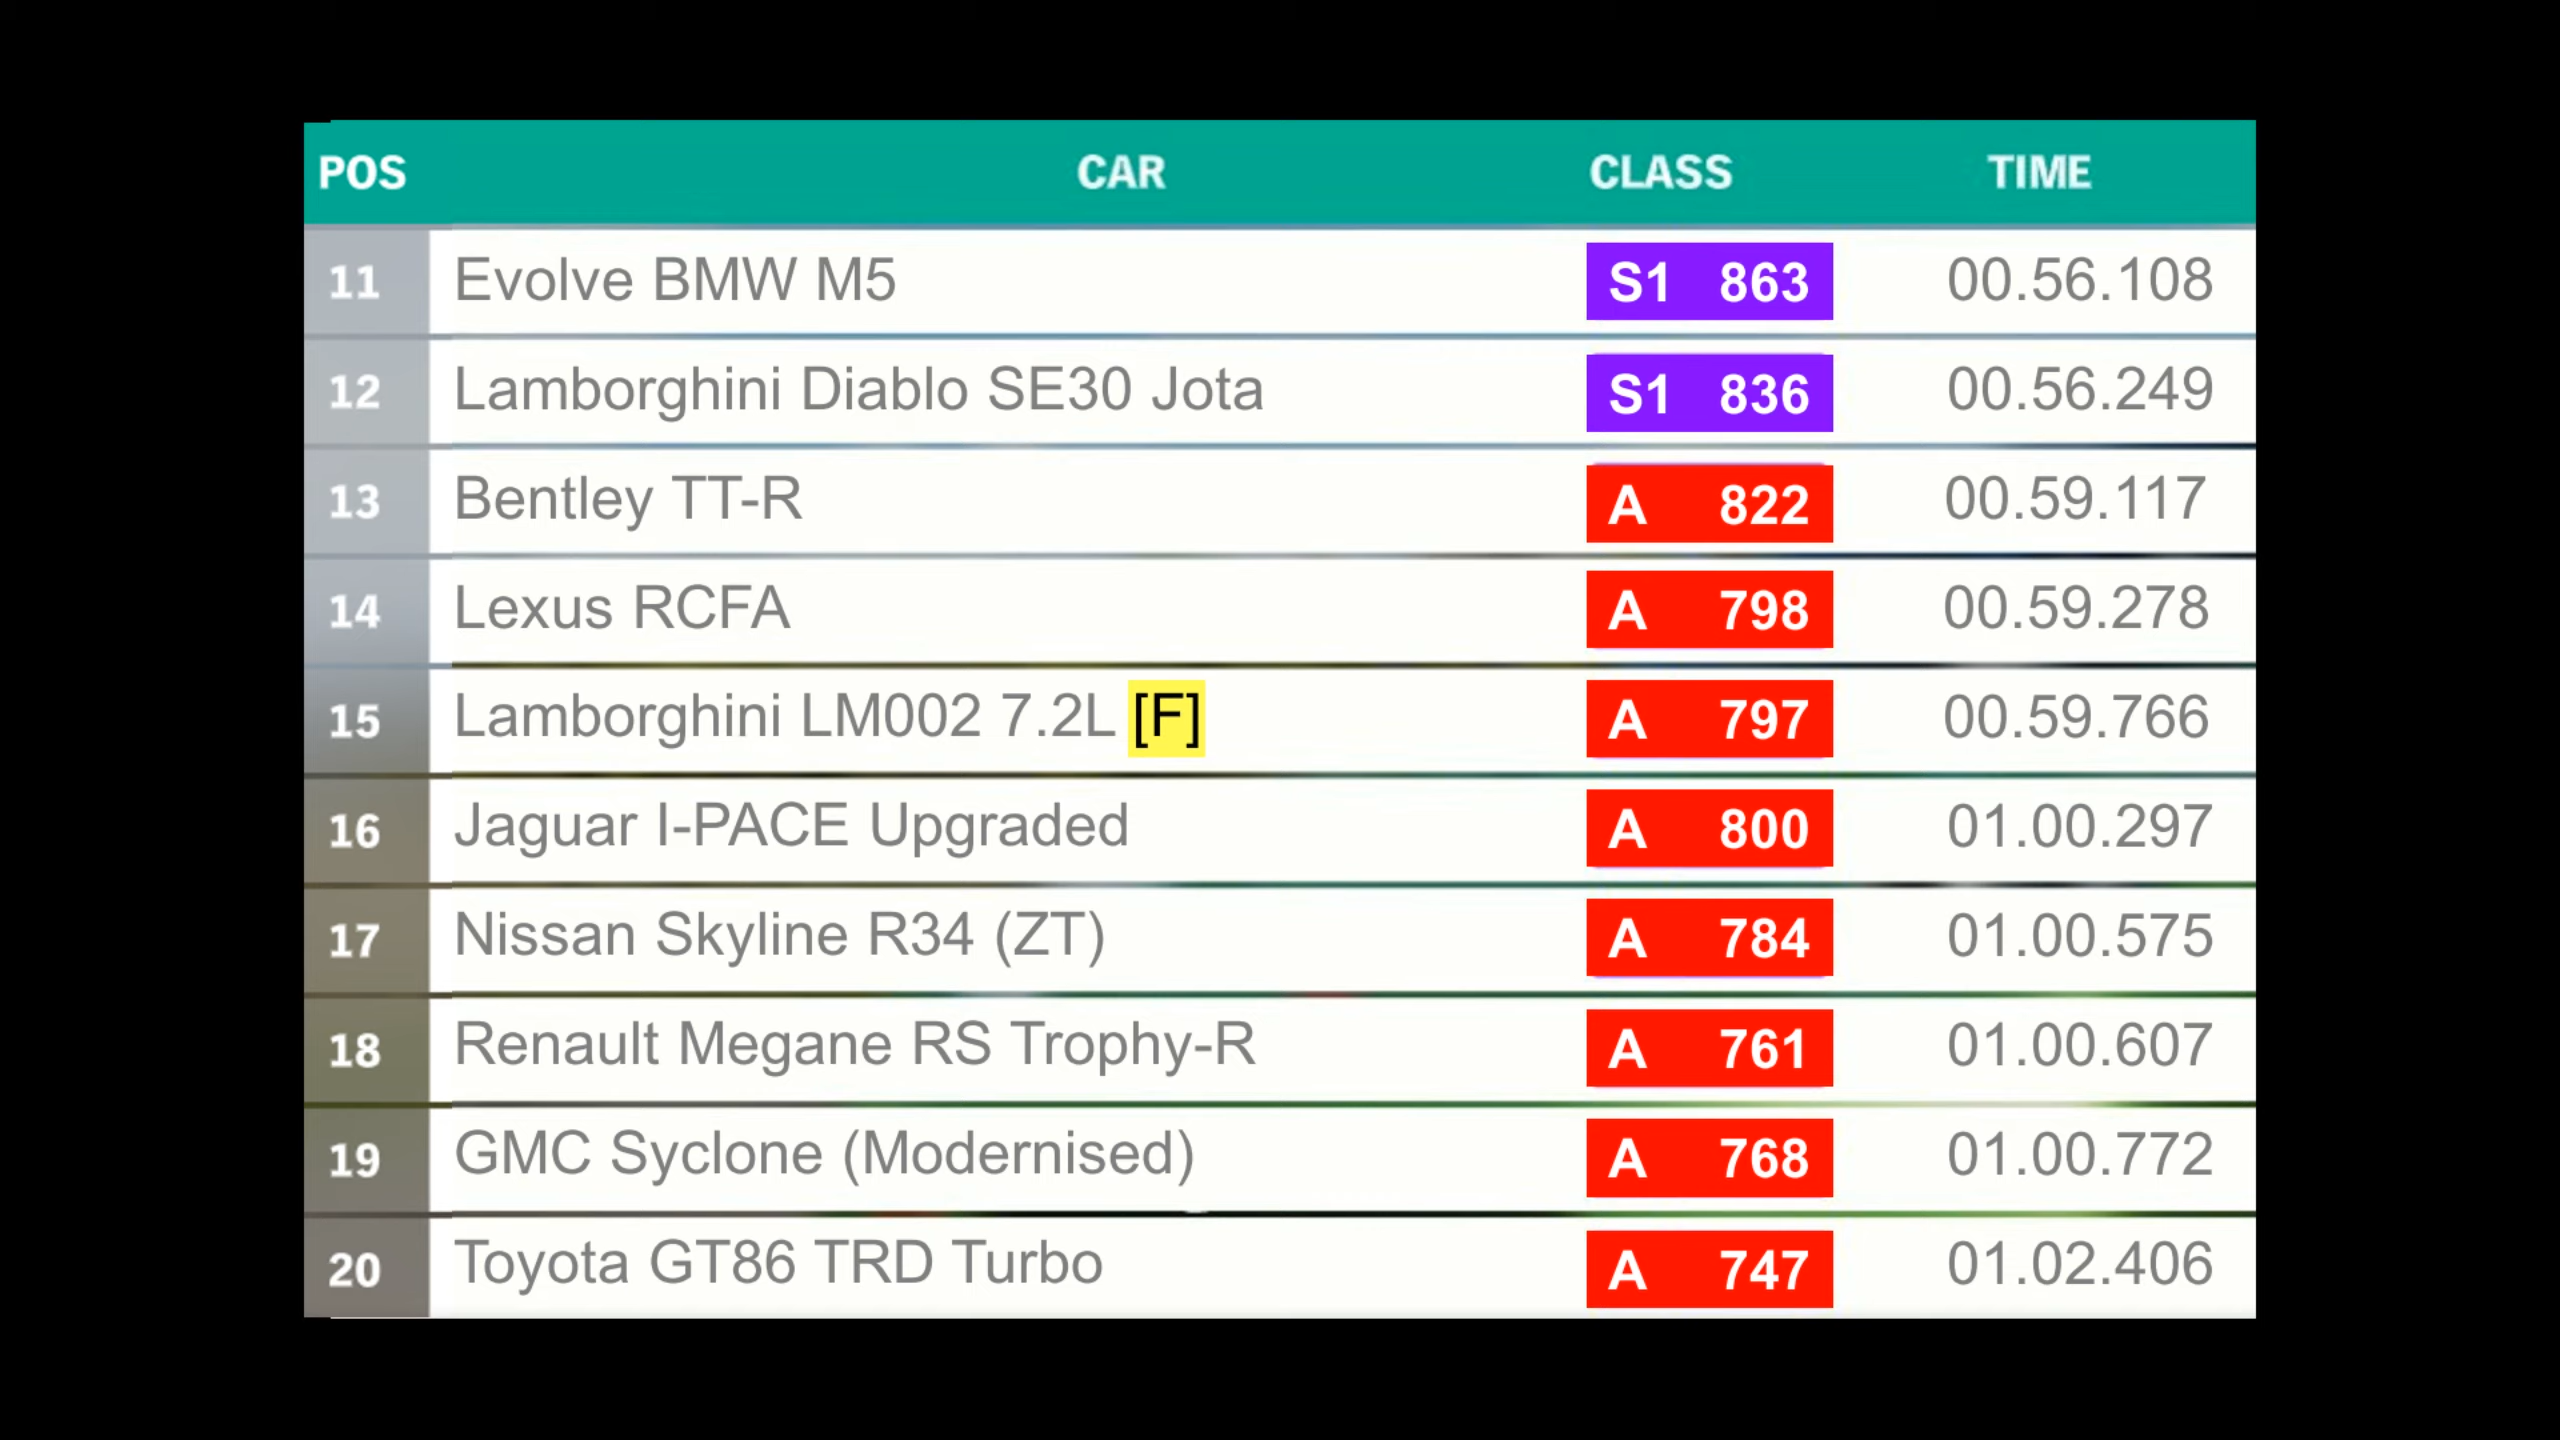 POS CAR CLASS TIME
11 Evolve BMW M5 S1 863 00.56.108
12 Lamborghini Diablo SE30 Jota S1 836 00.56.249
13 Bentley TT-R A 822 00.59.117
14 Lexus RCFA A 798 00.59.278
15 Lamborghini LM002 7.2L [F] A 797 00.59.766
16 Jaguar I-PACE Upgraded A 800 01.00.297
17 Nissan Skyline R34 (ZT) A 784 01.00.575
18 Renault Megane RS Trophy-R A 761 01.00.607
19 GMC Syclone (Modernised) A 768 01.00.772
20 Toyota GT86 TRD Turbo A 747 01.02.406